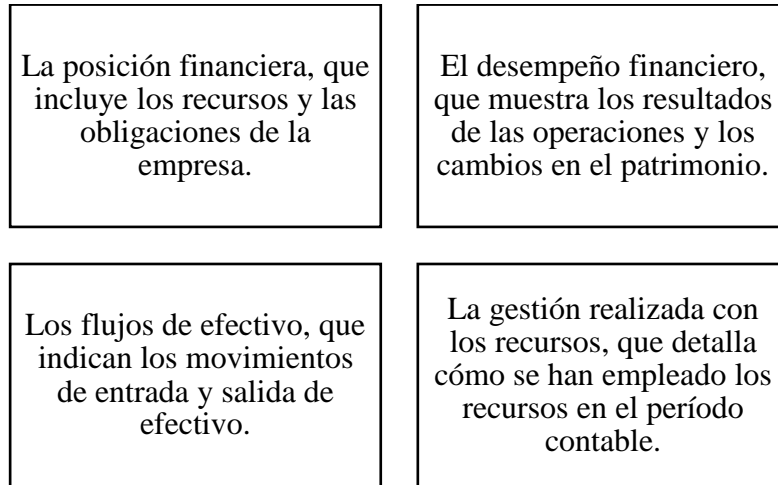 La posición financiera, que
incluye los recursos y las
obligaciones de la
empresa.
El desempeño financiero,
que muestra los resultados
de las operaciones y los
cambios en el patrimonio.
Los flujos de efectivo, que
indican los movimientos
de entrada y salida de
efectivo.
La gestión realizada con
los recursos, que detalla
cómo se han empleado los
recursos en el período
contable.